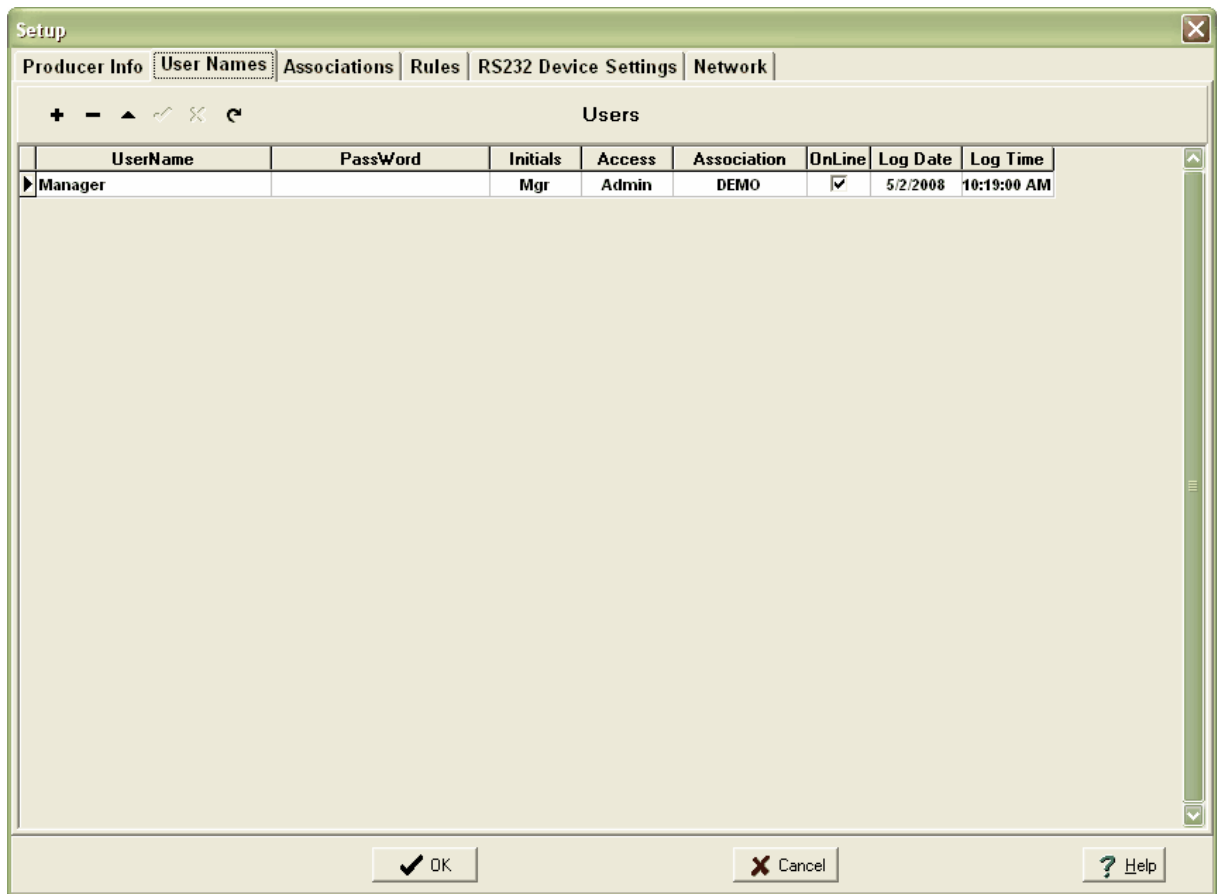 Setup
Producer Info User Names Associations Rules RS232 Device Settings Network
Users
UserName PassWord Initials Access Association OnLine Log Date Log Time
Manager Mgr Admin DEMO 5/2/2008 10:19:00 AM
OK Cancel Help